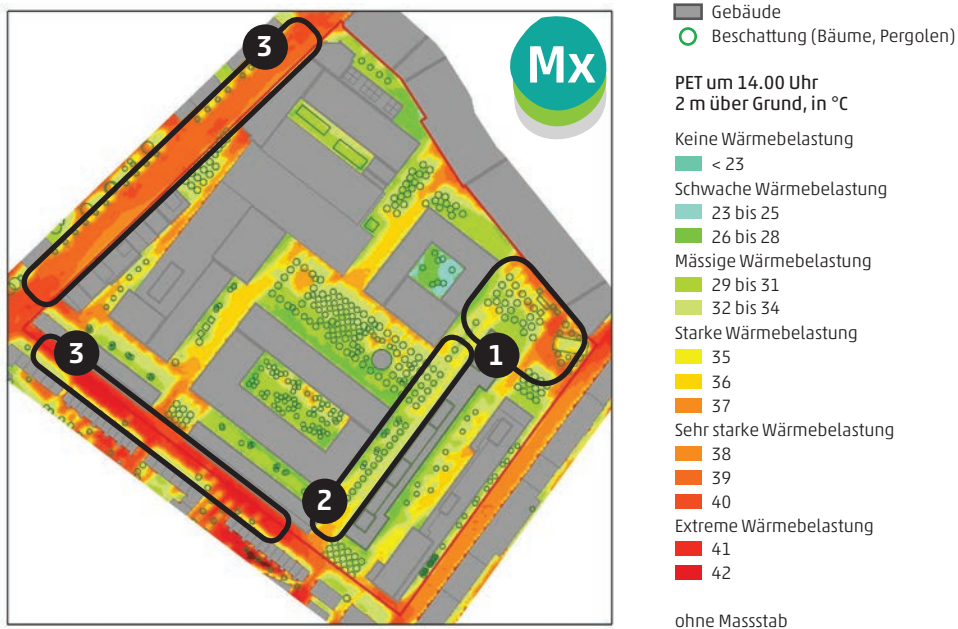 3
Mx
3
1
2
Gebäude
Beschattung (Bäume, Pergolen)
PET um 14.00 Uhr
2 m über Grund, in °C
Keine Wärmebelastung
< 23
Schwache Wärmebelastung
23 bis 25
26 bis 28
Mässige Wärmebelastung
29 bis 31
32 bis 34
Starke Wärmebelastung
35
36
37
Sehr starke Wärmebelastung
38
39
40
Extreme Wärmebelastung
41
42
ohne Massstab